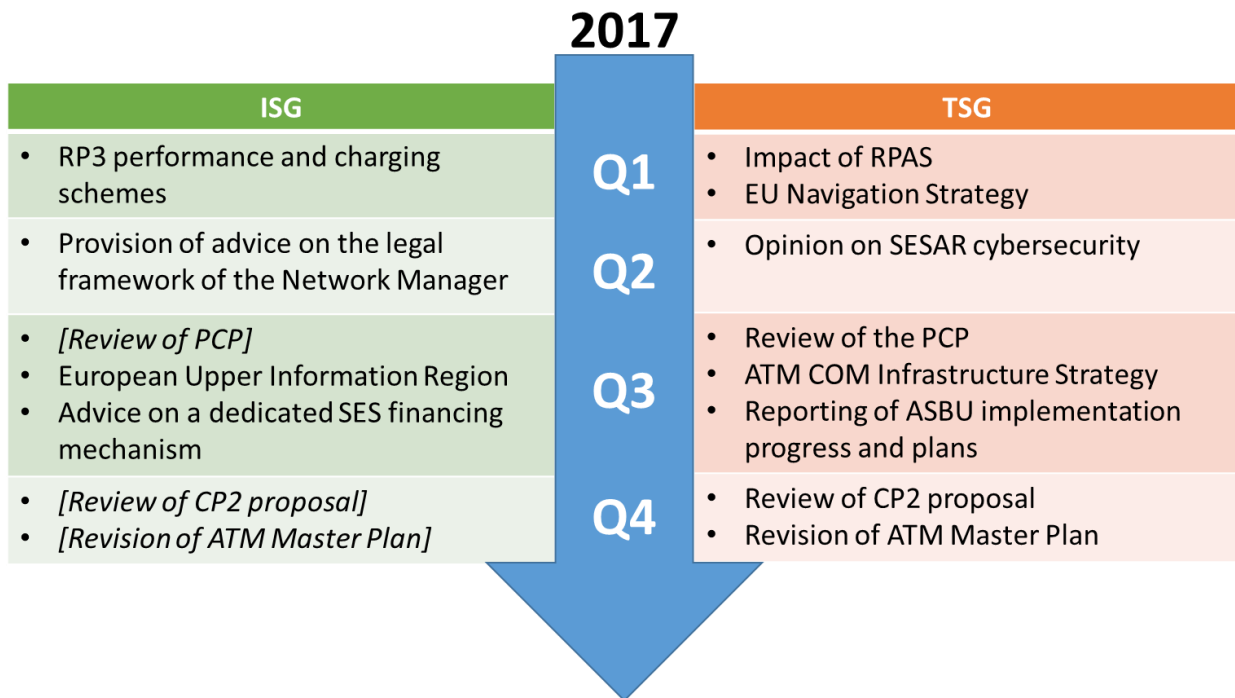 2017
ISG
TSG
• RP3 performance and charging
schemes
Q1
• Impact of RPAS
• EU Navigation Strategy
• Provision of advice on the legal
framework of the Network Manager
Q2
• Opinion on SESAR cybersecurity
• [Review of PCP]
• European Upper Information Region
• Advice on a dedicated SES financing
mechanism
Q3
• Review of the PCP
• ATM COM Infrastructure Strategy
• Reporting of ASBU implementation
progress and plans
• [Review of CP2 proposal]
• [Revision of ATM Master Plan]
Q4
• Review of CP2 proposal
• Revision of ATM Master Plan